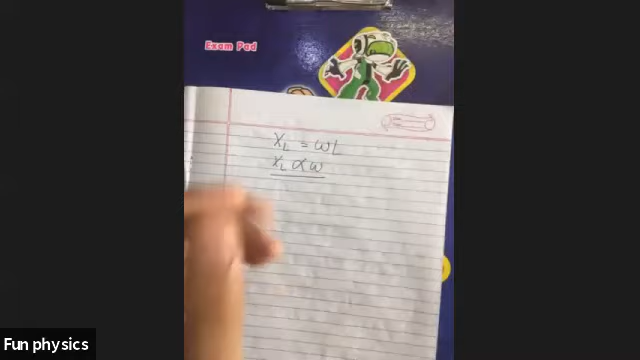 Exam Pad
X_L = ωL
X_L ∝ ω
Fun physics